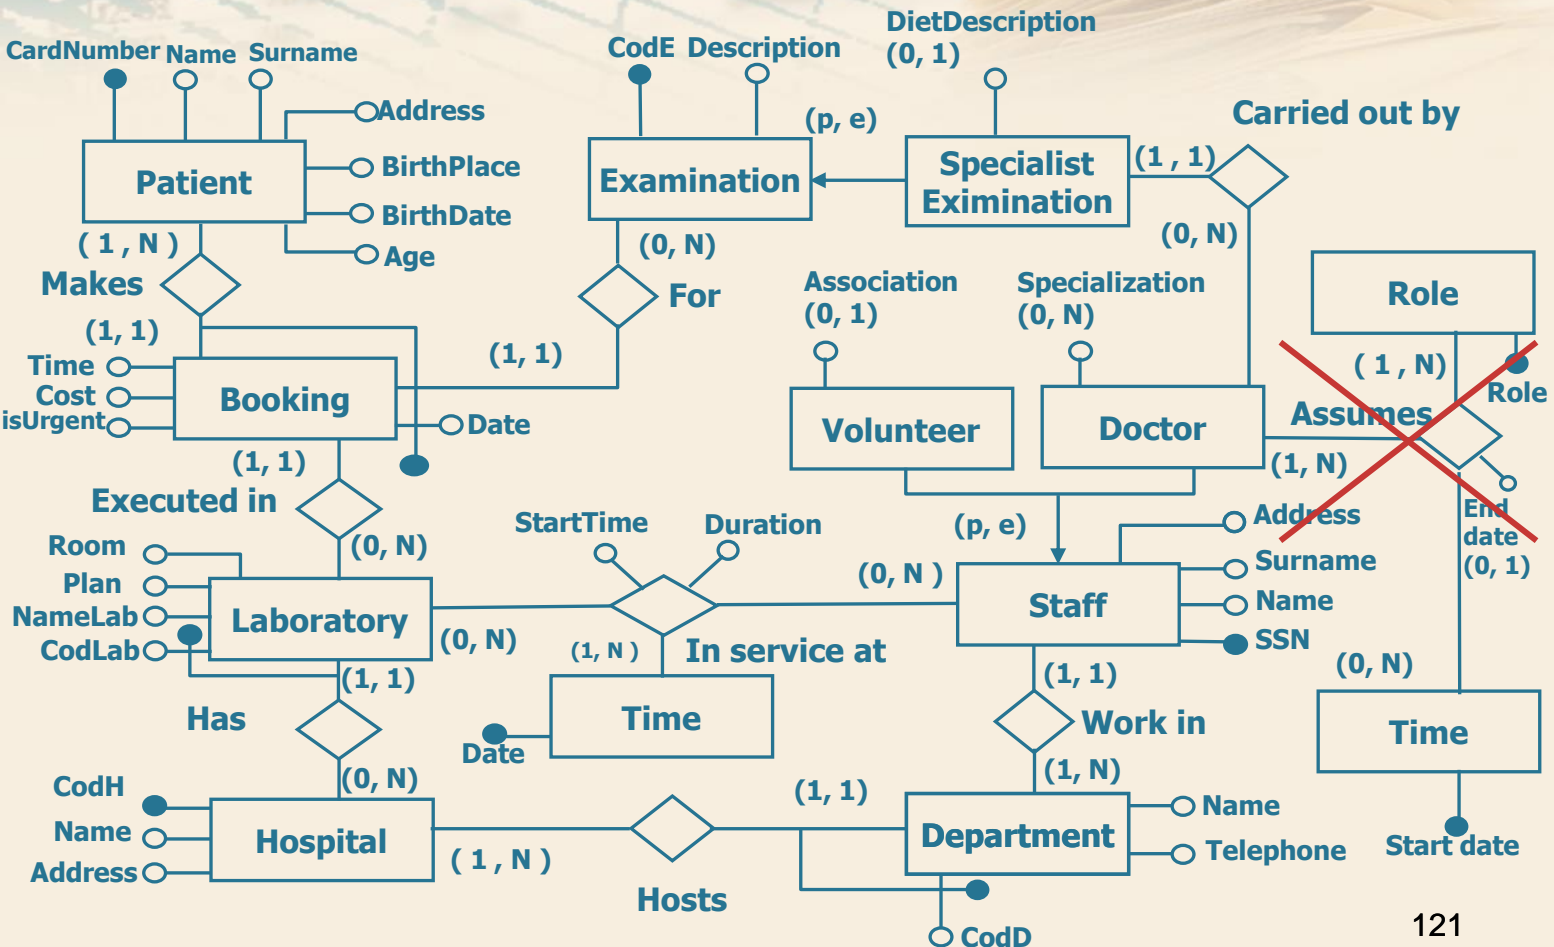 DietDescription
(0, 1)
CardNumber Name Surname
CodE Description
Address
(p, e)
Carried out by
Patient
BirthPlace
Examination
Specialist
Eximination
(1 , 1)
BirthDate
( 1 , N )
(0, N)
(0, N)
Age
Makes
For
Association
(0, 1)
Specialization
(0, N)
Role
(1, 1)
(1, 1)
Time
Cost
isUrgent
Booking
Date
( 1 , N)
Role
Volunteer
Doctor
Assumes
(1, N)
(1, 1)
Executed in
(0, N)
StartTime
Duration
(p, e)
Address
End
date
(0, 1)
Room
Plan
NameLab
CodLab
Laboratory
(0, N)
(0, N )
Staff
Surname
Name
SSN
(1, N )
In service at
(1, 1)
(1, 1)
(0, N)
Has
Time
Date
Work in
Time
(0, N)
(1, N)
CodH
Name
Address
Hospital
( 1 , N )
Hosts
(1, 1)
Department
Name
Telephone
Start date
CodD
121